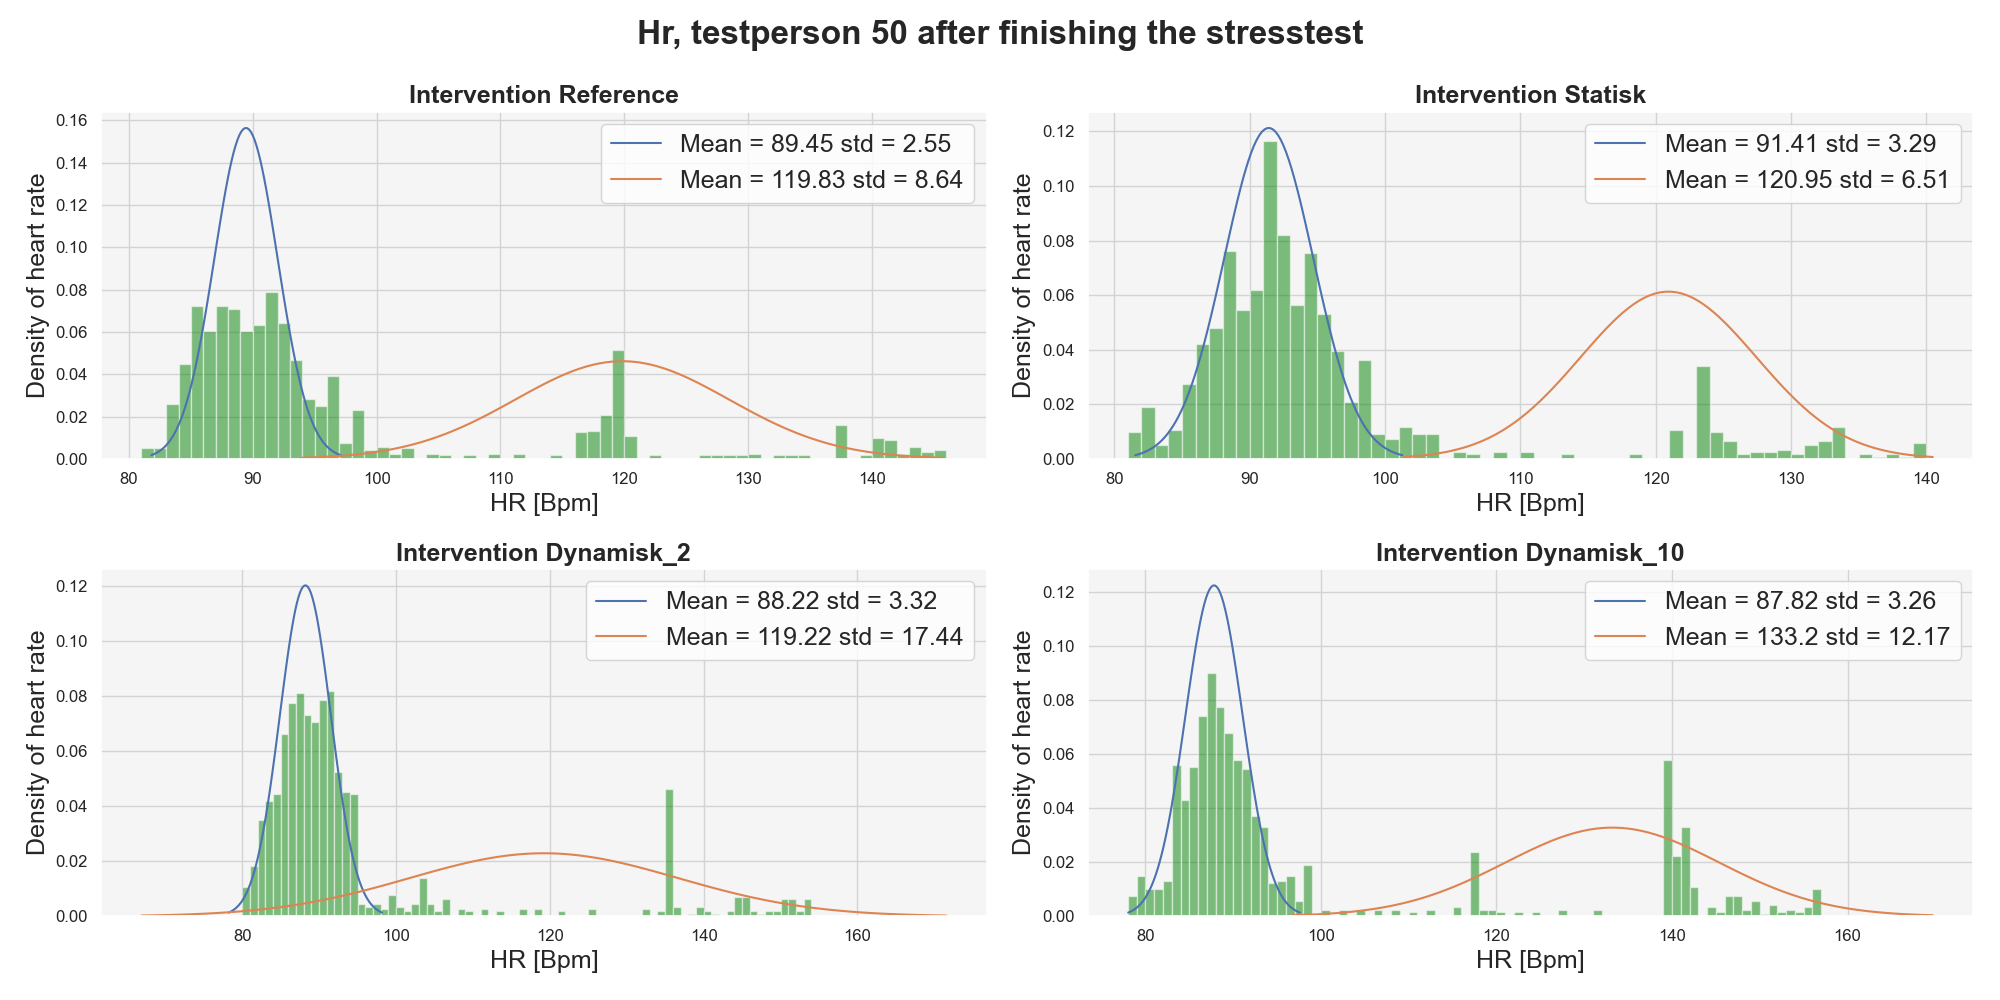 Hr, testperson 50 after finishing the stresstest
Intervention Reference
Density of heart rate
0.16
0.14
0.12
0.10
0.08
0.06
0.04
0.02
0.00
Mean = 89.45 std = 2.55
Mean = 119.83 std = 8.64
80 90 100 110 120 130 140
HR [Bpm]
Intervention Statisk
Density of heart rate
0.12
0.10
0.08
0.06
0.04
0.02
0.00
Mean = 91.41 std = 3.29
Mean = 120.95 std = 6.51
80 90 100 110 120 130 140
HR [Bpm]
Intervention Dynamisk_2
Density of heart rate
0.12
0.10
0.08
0.06
0.04
0.02
0.00
Mean = 88.22 std = 3.32
Mean = 119.22 std = 17.44
80 100 120 140 160
HR [Bpm]
Intervention Dynamisk_10
Density of heart rate
0.12
0.10
0.08
0.06
0.04
0.02
0.00
Mean = 87.82 std = 3.26
Mean = 133.2 std = 12.17
80 100 120 140 160
HR [Bpm]